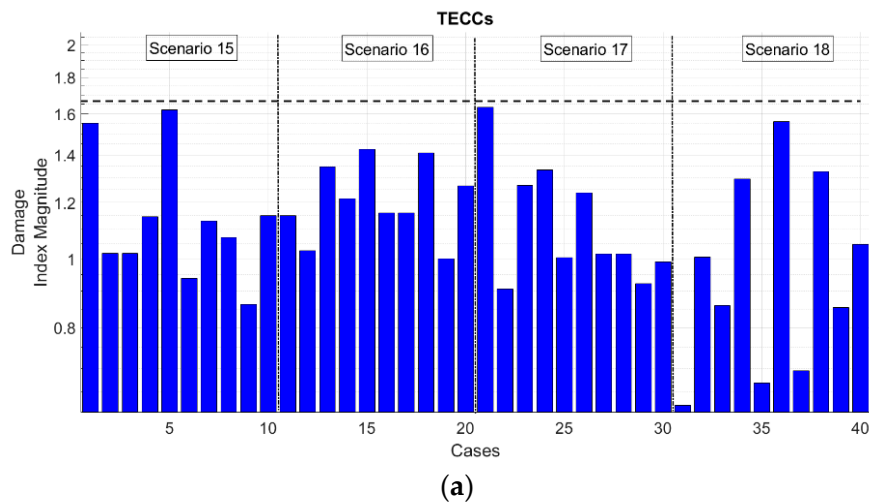 TECCs
Scenario 15
Scenario 16
Scenario 17
Scenario 18
2
1.8
1.6
1.4
1.2
1
0.8
Damage
Index Magnitude
5
10
15
20
25
30
35
40
Cases
(a)